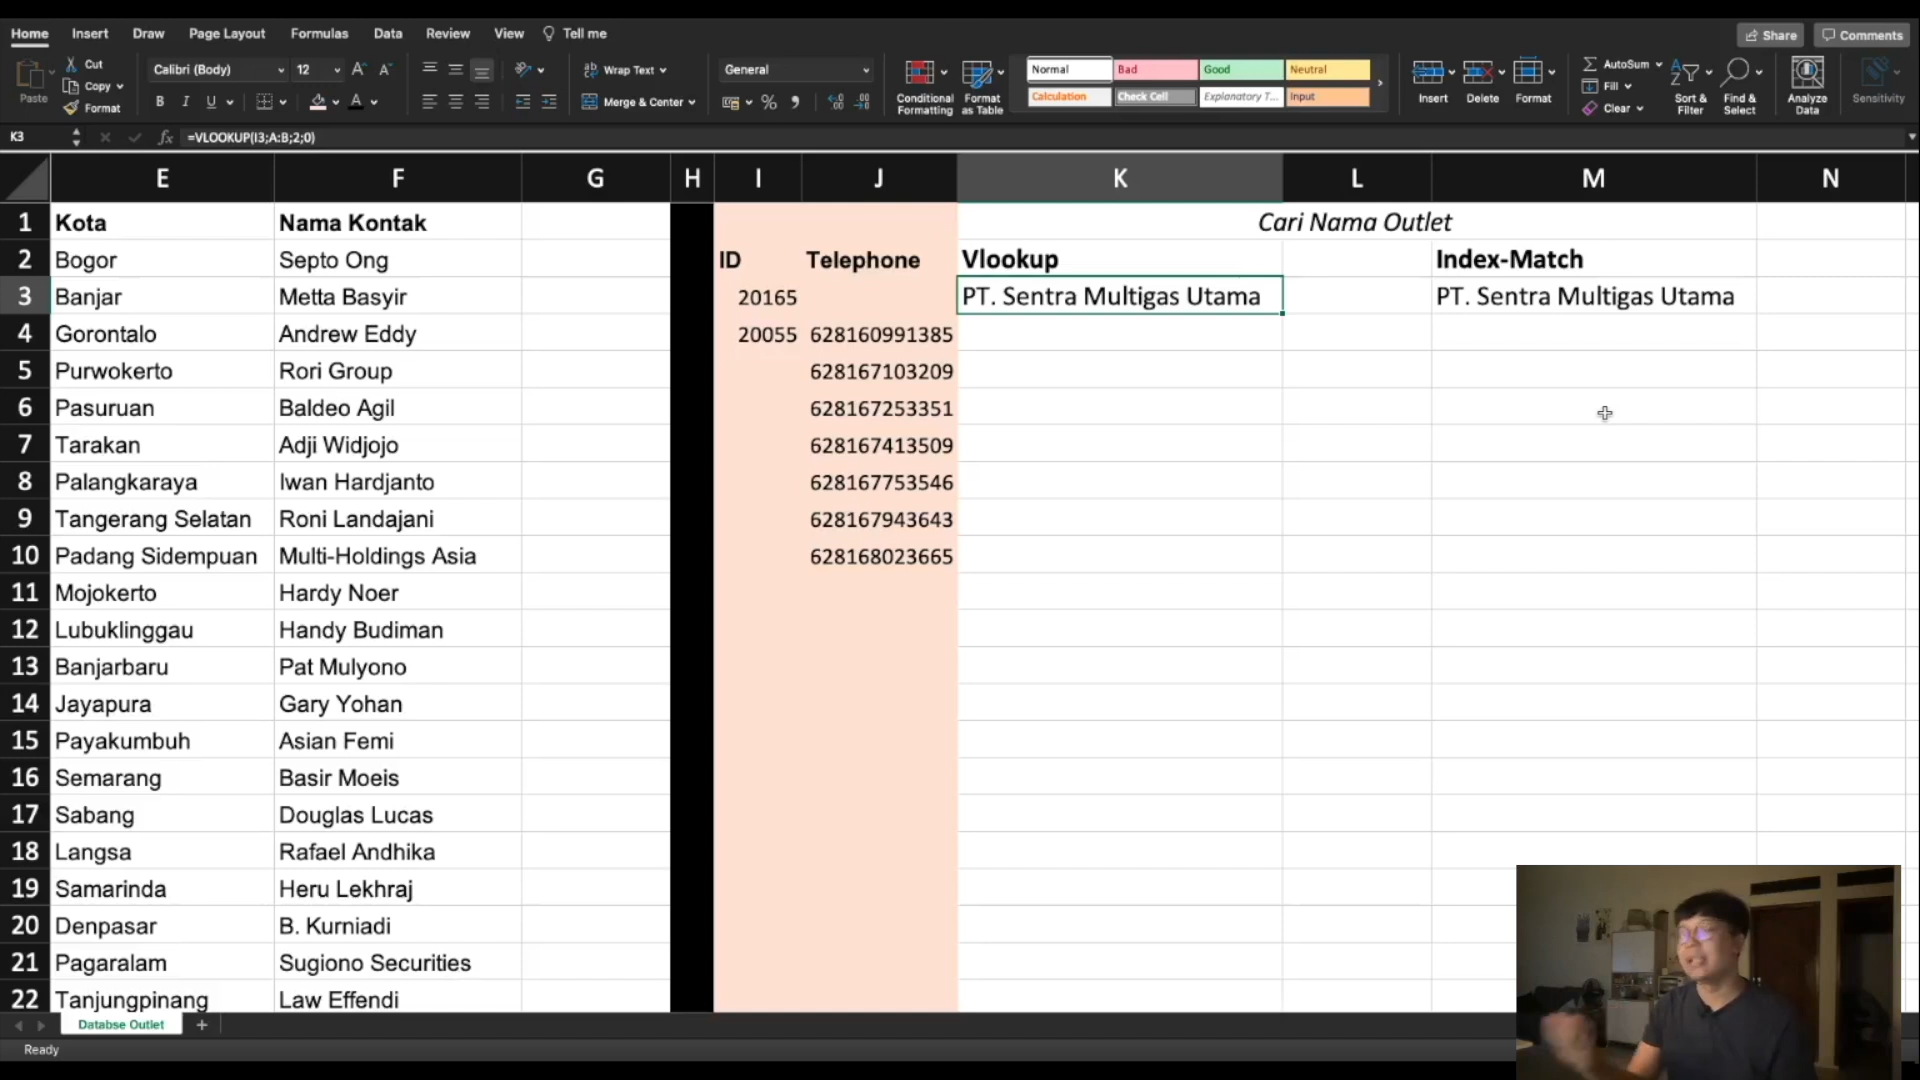 Home Insert Draw Page Layout Formulas Data Review View Tell me Share Comments
Paste Cut Copy Format
Calibri (Body) 12 A A
B I U A
Wrap Text
Merge & Center
General
%
Conditional Formatting
Format as Table
Normal Bad Good Neutral
Calculation Check Cell Explanatory T... Input
Insert Delete Format
AutoSum
Fill
Clear
Sort & Filter
Find & Select
Analyze Data
Sensitivity
K3 fx =VLOOKUP(I3;A:B;2;0)
E F G H I J K L M N
1 Kota Nama Kontak Cari Nama Outlet
2 Bogor Septo Ong ID Telephone Vlookup Index-Match
3 Banjar Metta Basyir 20165 PT. Sentra Multigas Utama PT. Sentra Multigas Utama
4 Gorontalo Andrew Eddy 20055 628160991385
5 Purwokerto Rori Group 628167103209
6 Pasuruan Baldeo Agil 628167253351
7 Tarakan Adji Widjojo 628167413509
8 Palangkaraya Iwan Hardjanto 628167753546
9 Tangerang Selatan Roni Landajani 628167943643
10 Padang Sidempuan Multi-Holdings Asia 628168023665
11 Mojokerto Hardy Noer
12 Lubuklinggau Handy Budiman
13 Banjarbaru Pat Mulyono
14 Jayapura Gary Yohan
15 Payakumbuh Asian Femi
16 Semarang Basir Moeis
17 Sabang Douglas Lucas
18 Langsa Rafael Andhika
19 Samarinda Heru Lekhraj
20 Denpasar B. Kurniadi
21 Pagaralam Sugiono Securities
22 Tanjungpinang Law Effendi
Databse Outlet +
Ready